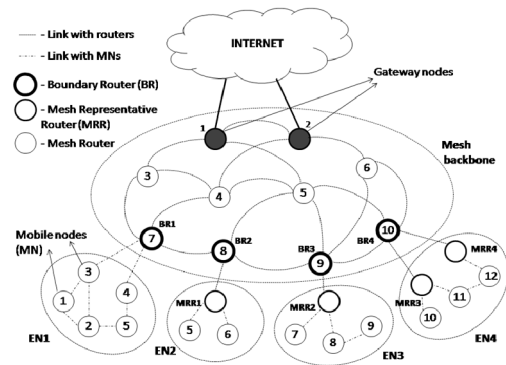 - Link with routers
- Link with MNs
- Boundary Router (BR)
- Mesh Representative
Router(MRR)
- Mesh Router
INTERNET
Gateway nodes
1
2
Mesh
backbone
3
4
5
6
BR1
7
BR2
8
BR3
9
BR4
10
Mobile nodes
(MN)
1
3
4
2
5
EN1
MRR1
5
6
EN2
MRR2
7
8
9
EN3
MRR4
MRR3
12
11
10
EN4